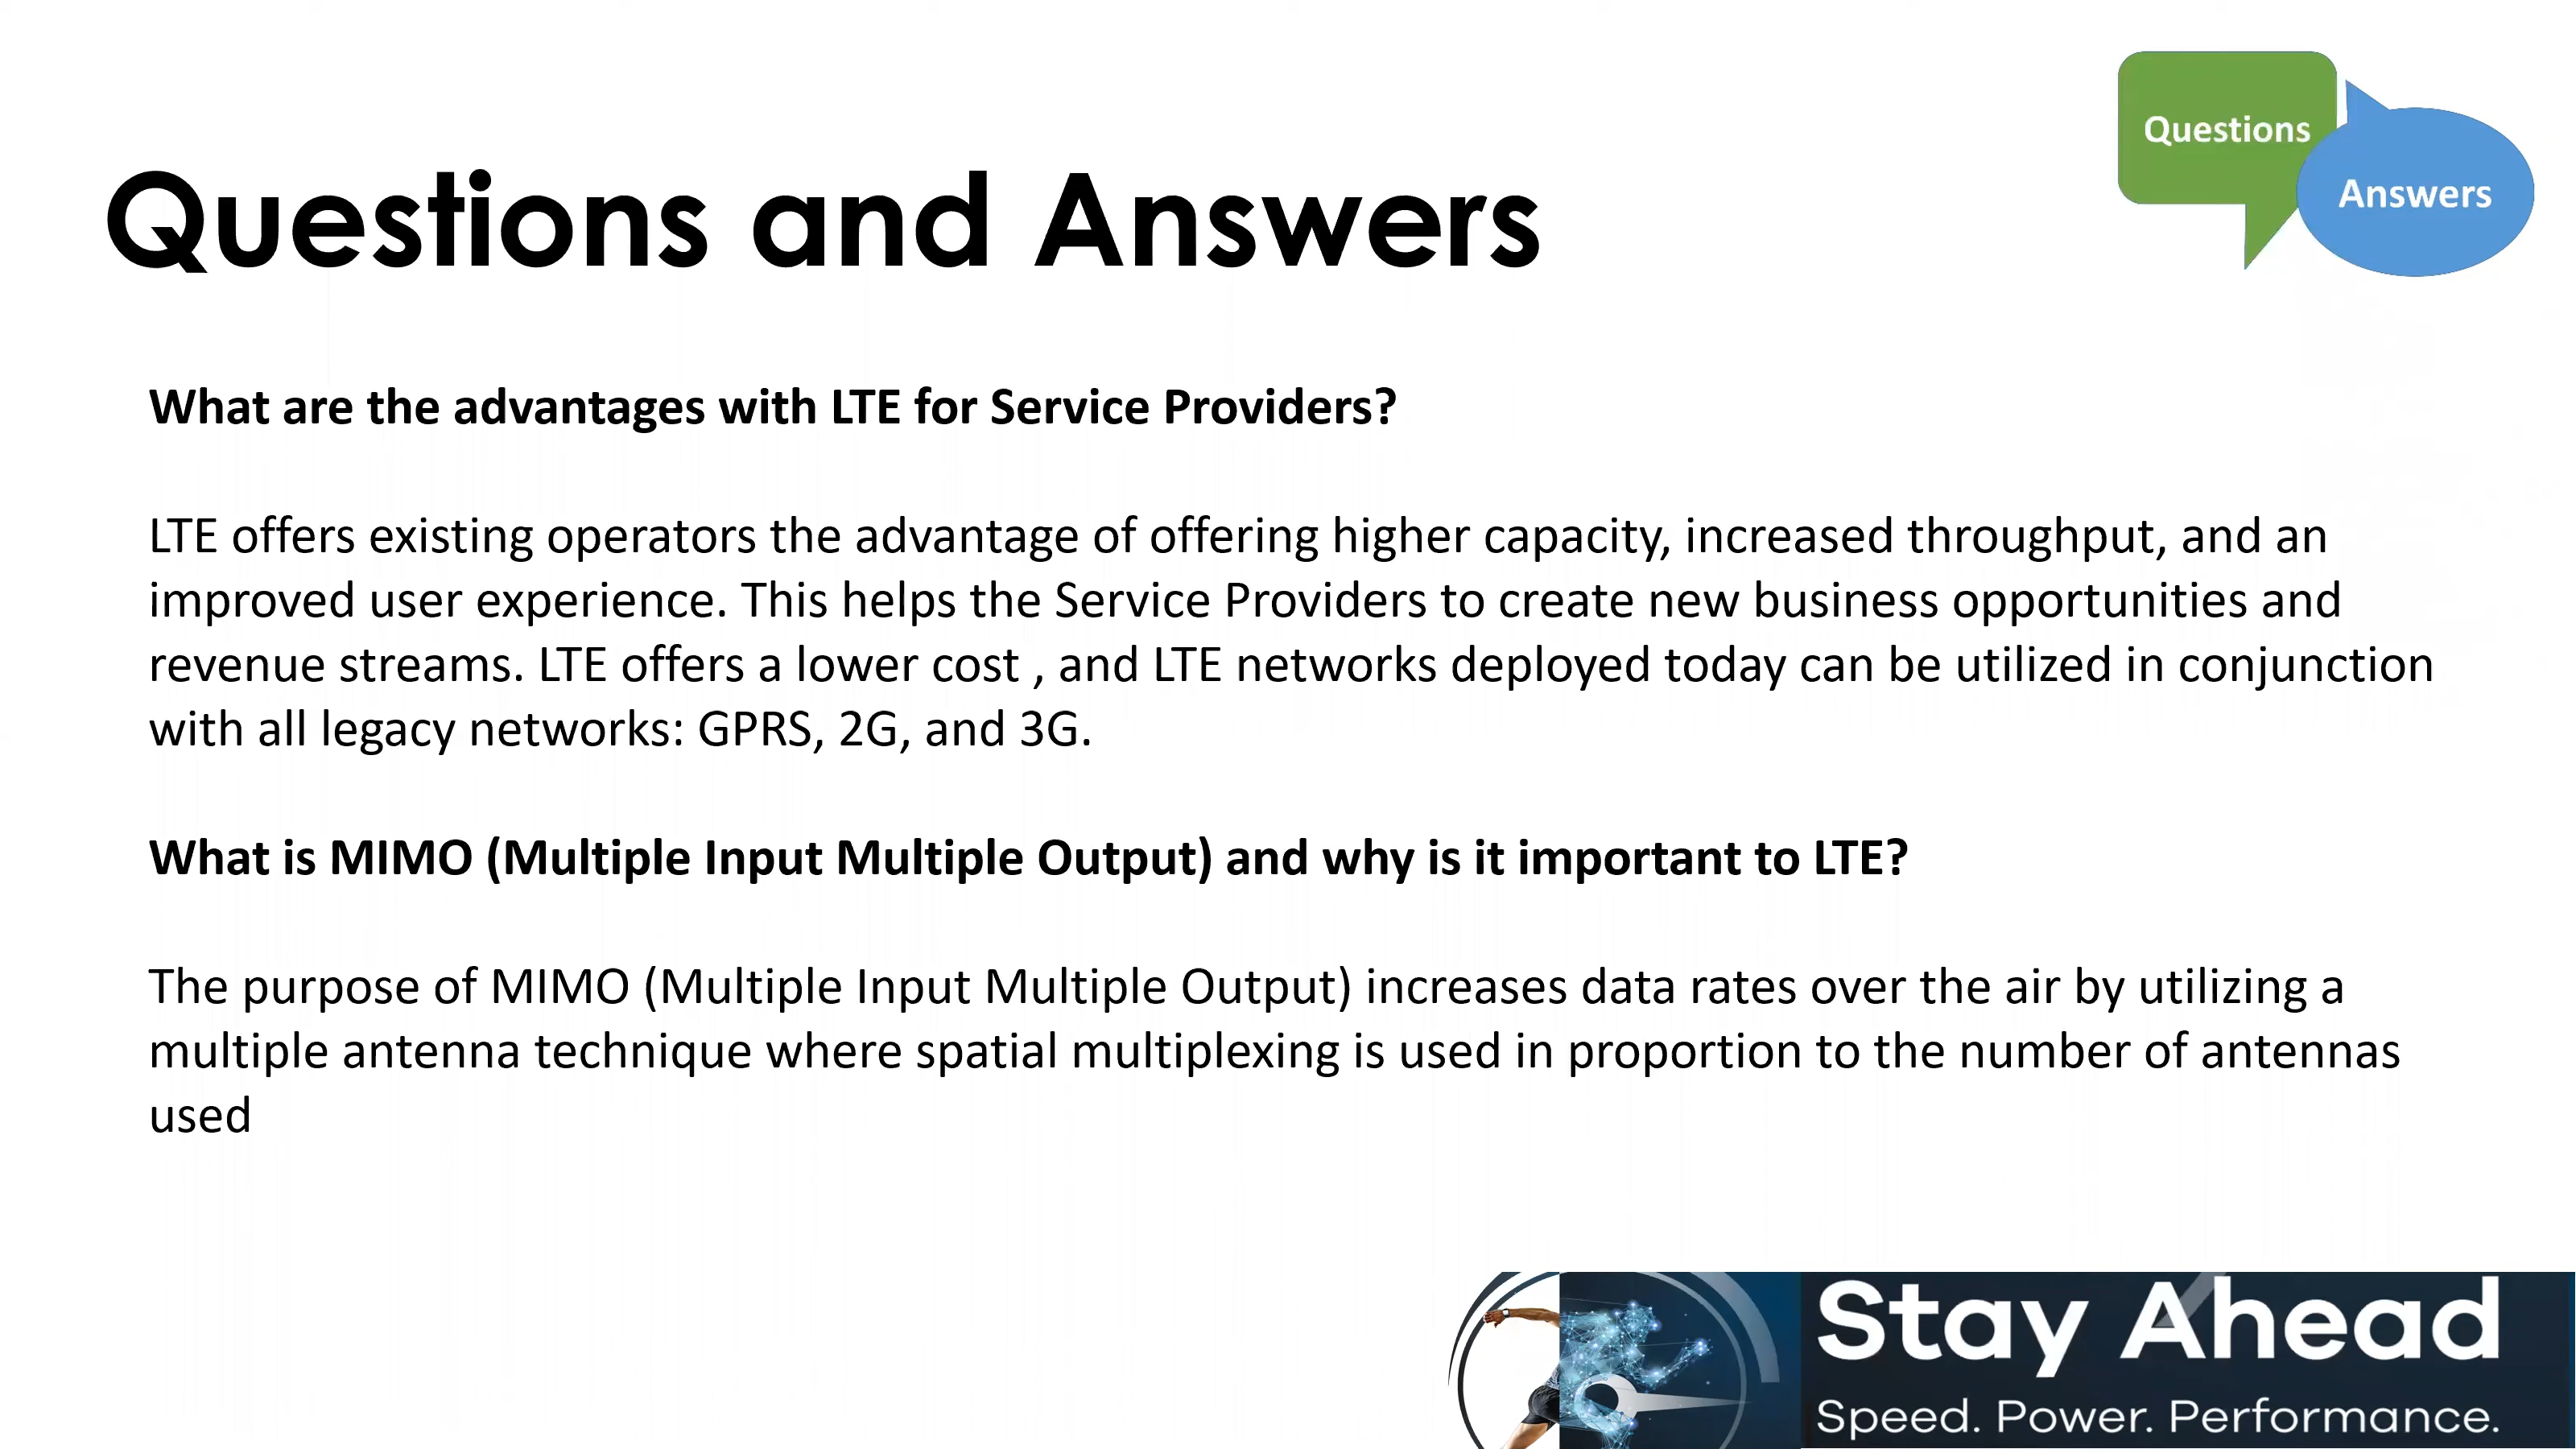 Questions
Answers
Questions and Answers
What are the advantages with LTE for Service Providers?
LTE offers existing operators the advantage of offering higher capacity, increased throughput, and an
improved user experience. This helps the Service Providers to create new business opportunities and
revenue streams. LTE offers a lower cost , and LTE networks deployed today can be utilized in conjunction
with all legacy networks: GPRS, 2G, and 3G.
What is MIMO (Multiple Input Multiple Output) and why is it important to LTE?
The purpose of MIMO (Multiple Input Multiple Output) increases data rates over the air by utilizing a
multiple antenna technique where spatial multiplexing is used in proportion to the number of antennas
used
Stay Ahead
Speed. Power. Performance.